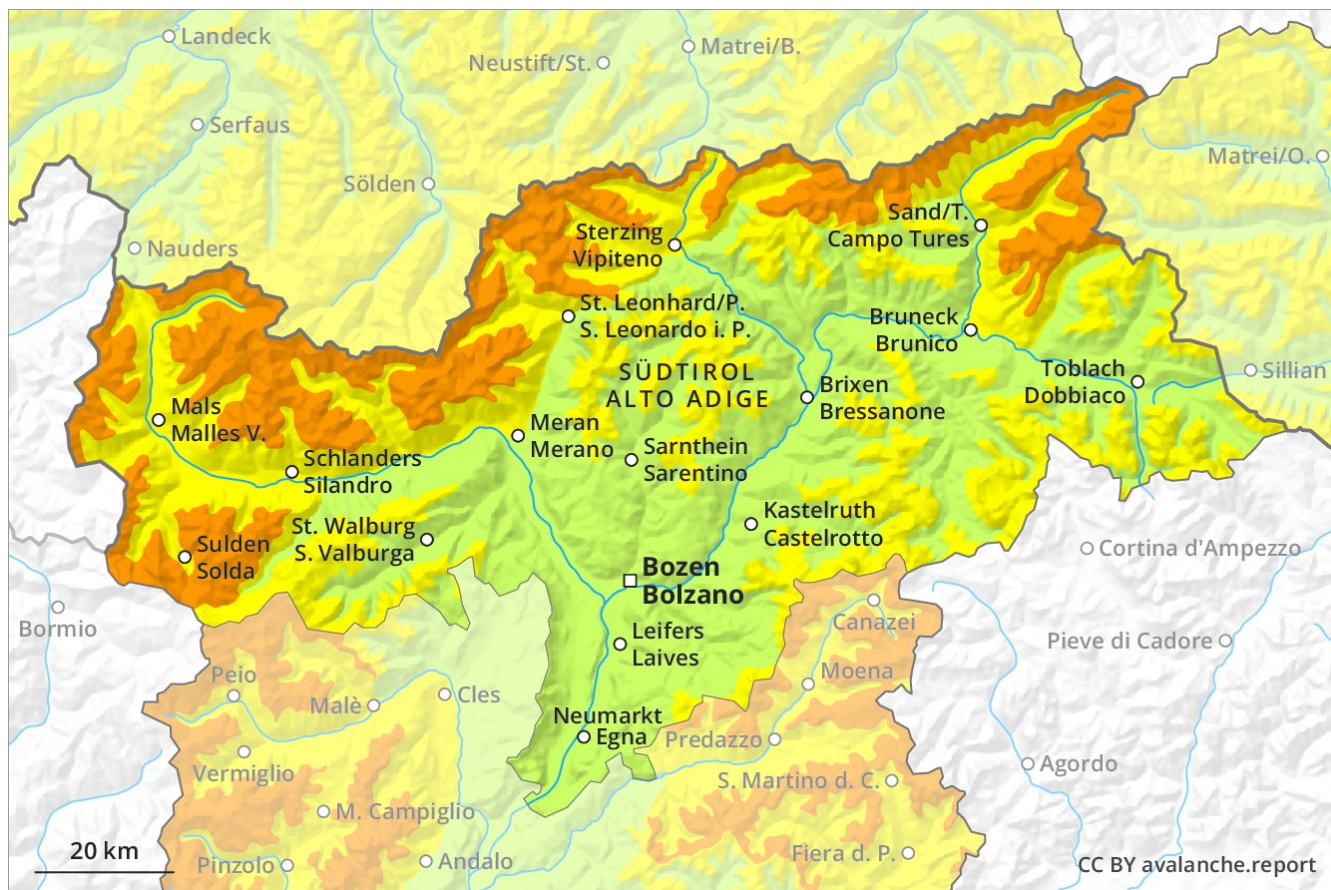 Landeck
Matrei/B.
Neustift/St.
Serfaus
Matrei/O.
Sölden
Sand/T.
Campo Tures
Sterzing
Vipiteno
Nauders
St. Leonhard/P.
S. Leonardo i. P.
Bruneck
Brunico
SÜDTIROL
ALTO ADIGE
Toblach
Dobbiaco
Sillian
Brixen
Bressanone
Mals
Malles V.
Meran
Merano
Sarnthein
Sarentino
Schlanders
Silandro
Kastelruth
Castelrotto
St. Walburg
S. Valburga
Sulden
Solda
Cortina d'Ampezzo
Bozen
Bolzano
Bormio
Canazei
Leifers
Laives
Pieve di Cadore
Peio
Moena
Malè
Cles
Neumarkt
Egna
Predazzo
Vermiglio
Agordo
S. Martino d. C.
M. Campiglio
20 km
Pinzolo
Andalo
Fiera d. P.
CC BY avalanche.report